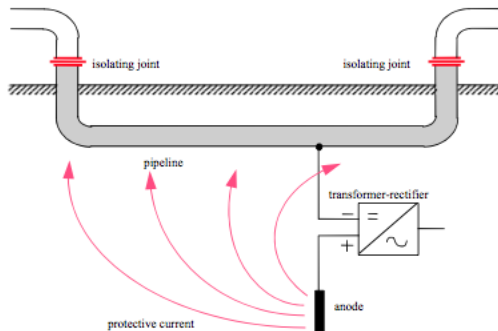 isolating joint
isolating joint
pipeline
transformer-rectifier
− =
+ ~
anode
protective current